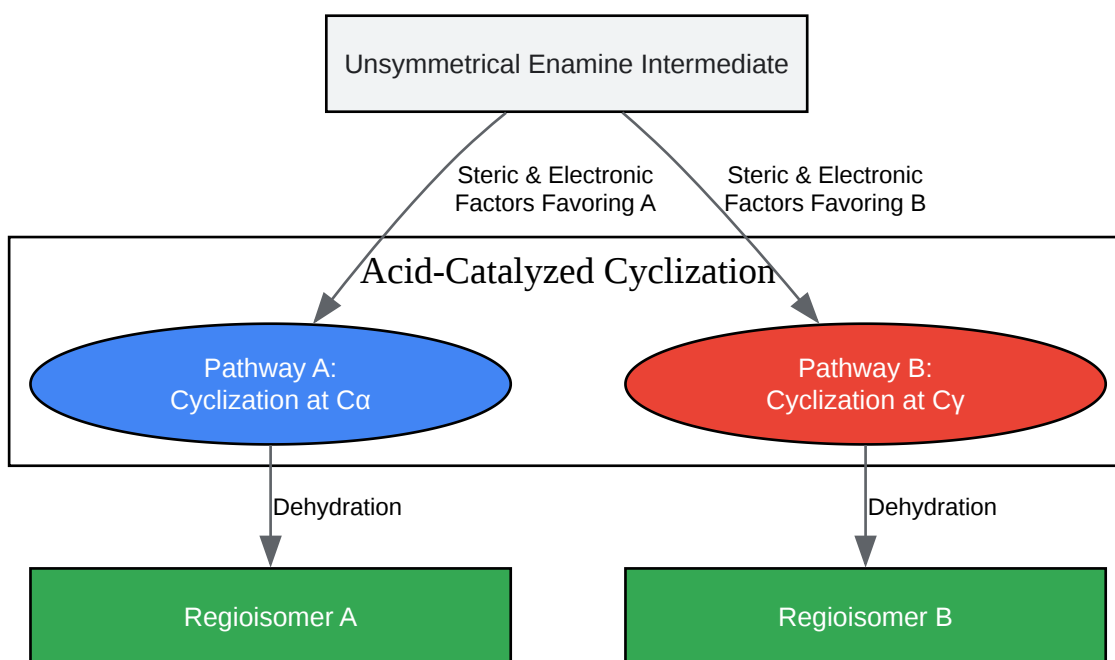 Unsymmetrical Enamine Intermediate
Steric & Electronic
Factors Favoring A
Steric & Electronic
Factors Favoring B
Acid-Catalyzed Cyclization
Pathway A:
Cyclization at Cα
Pathway B:
Cyclization at Cγ
Dehydration
Dehydration
Regioisomer A
Regioisomer B